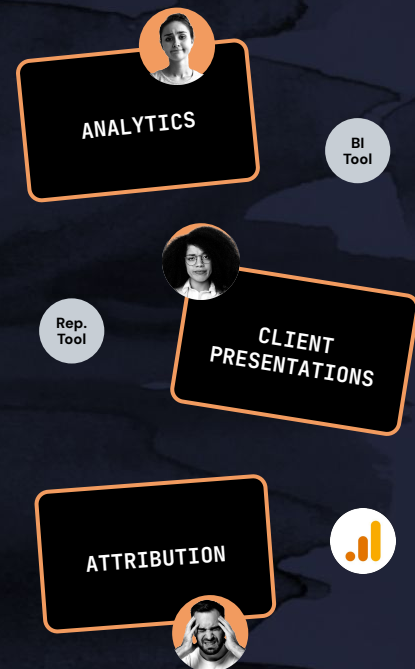 ANALYTICS
BI
Tool
Rep.
Tool
CLIENT
PRESENTATIONS
ATTRIBUTION